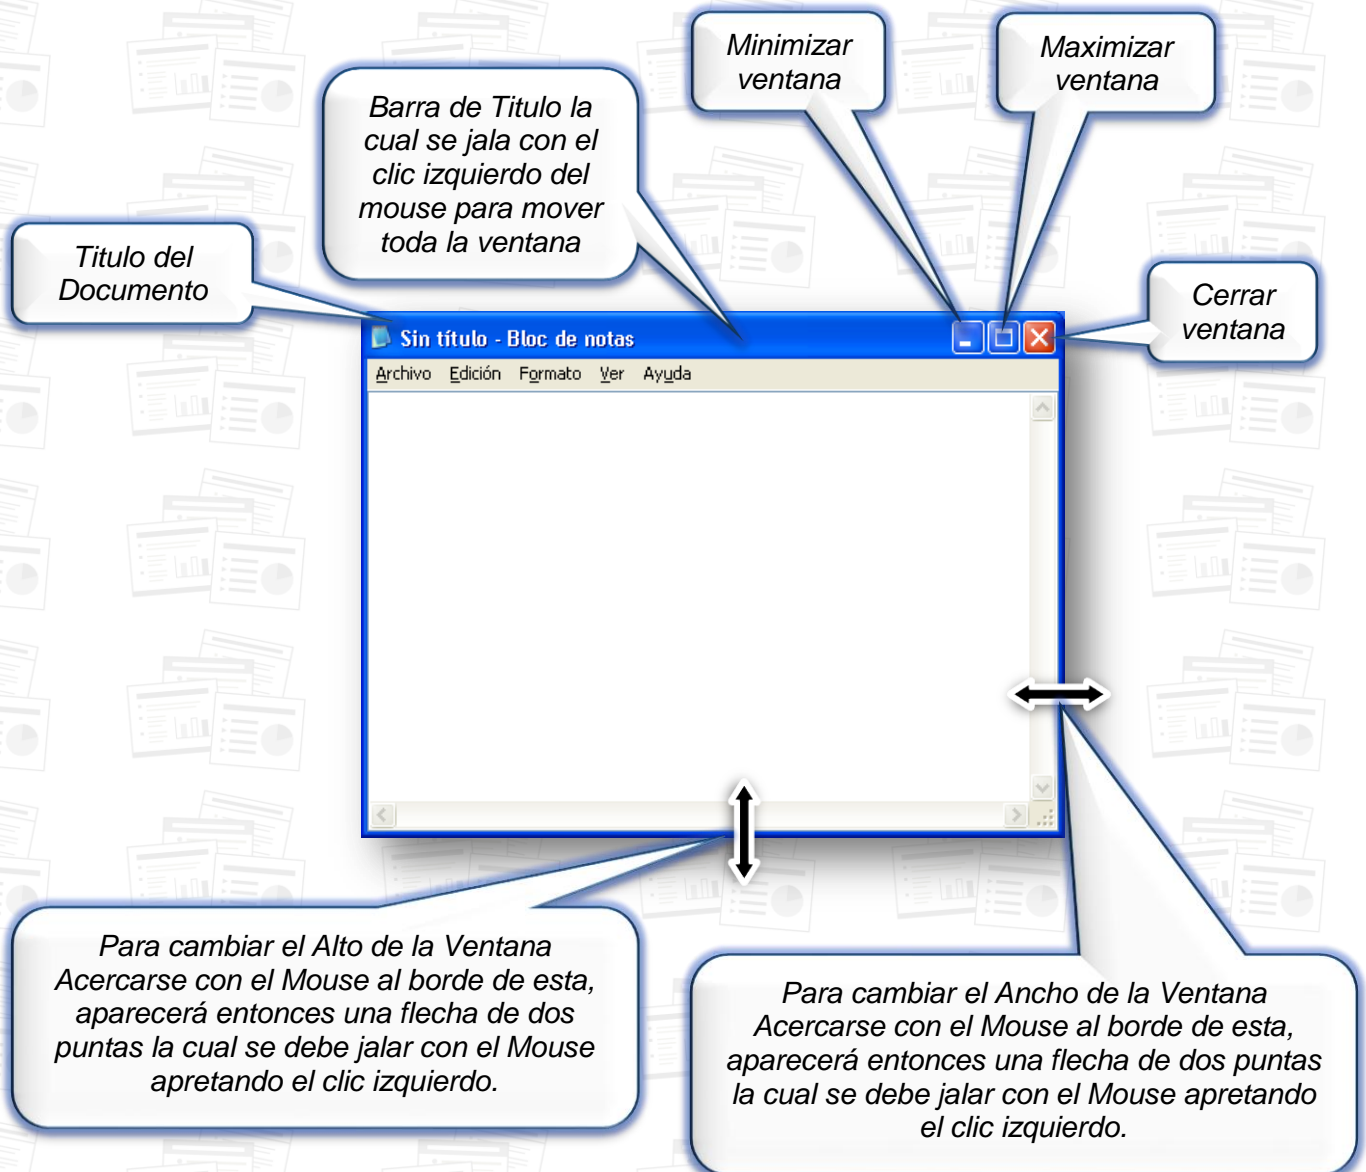 Minimizar
ventana
Maximizar
ventana
Barra de Titulo la
cual se jala con el
clic izquierdo del
mouse para mover
toda la ventana
Titulo del
Documento
Cerrar
ventana
Sin título - Bloc de notas
Archivo Edición Formato Ver Ayuda
Para cambiar el Alto de la Ventana
Acercarse con el Mouse al borde de esta,
aparecerá entonces una flecha de dos
puntas la cual se debe jalar con el Mouse
apretando el clic izquierdo.
Para cambiar el Ancho de la Ventana
Acercarse con el Mouse al borde de esta,
aparecerá entonces una flecha de dos puntas
la cual se debe jalar con el Mouse apretando
el clic izquierdo.